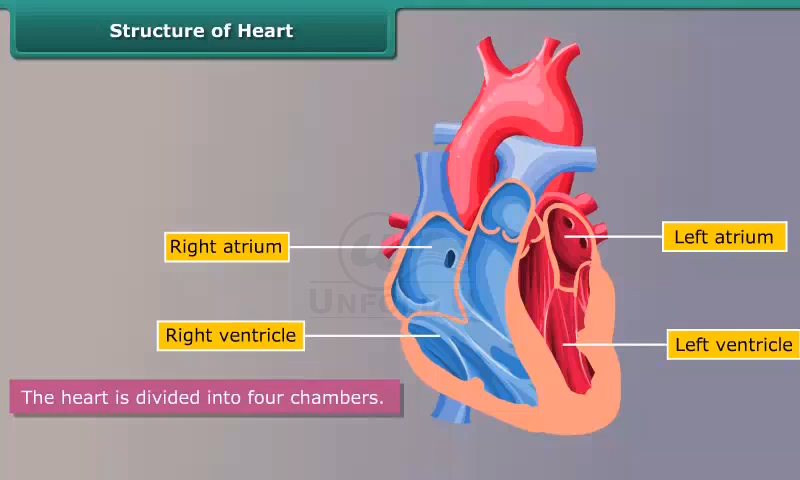 Structure of Heart
Right atrium
Left atrium
Right ventricle
Left ventricle
The heart is divided into four chambers.